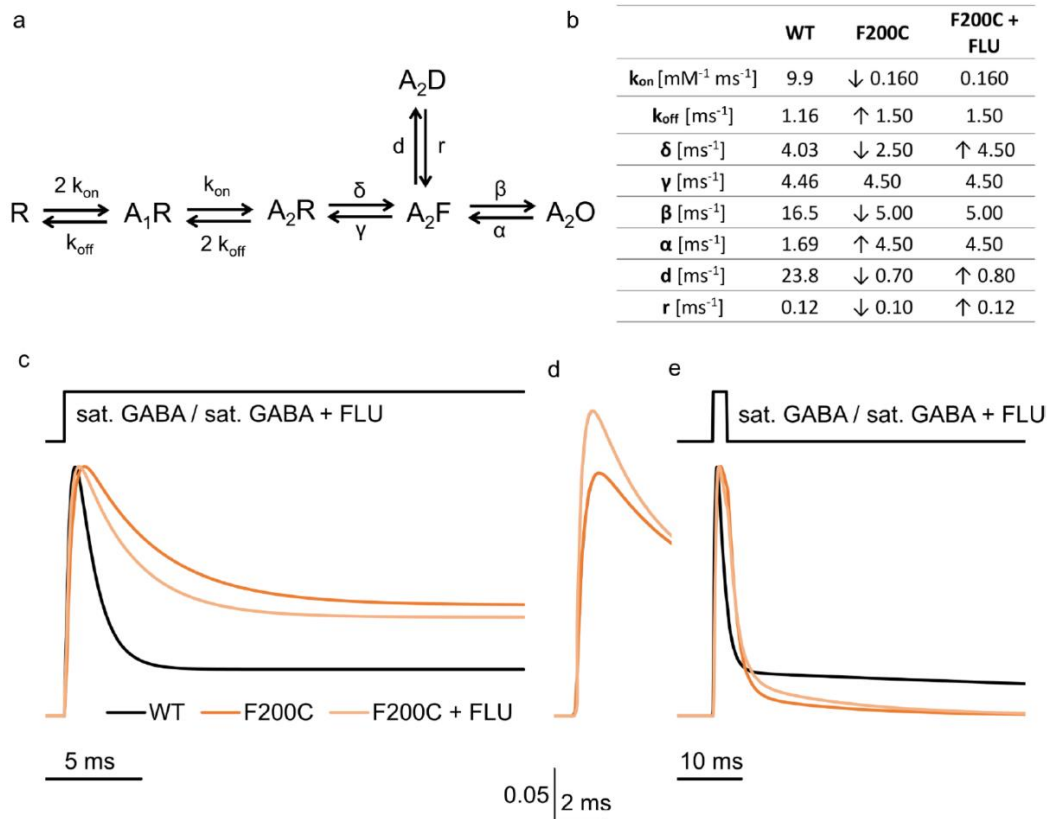 a
A₂D
d r
2 kon kon δ β
R A₁R A₂R A₂F A₂O
koff 2 koff γ α
b
WT F200C F200C + FLU
kon [mM⁻¹ ms⁻¹] 9.9 ↓ 0.160 0.160
koff [ms⁻¹] 1.16 ↑ 1.50 1.50
δ [ms⁻¹] 4.03 ↓ 2.50 ↑ 4.50
γ [ms⁻¹] 4.46 4.50 4.50
β [ms⁻¹] 16.5 ↓ 5.00 5.00
α [ms⁻¹] 1.69 ↑ 4.50 4.50
d [ms⁻¹] 23.8 ↓ 0.70 ↑ 0.80
r [ms⁻¹] 0.12 ↓ 0.10 ↑ 0.12
c
sat. GABA / sat. GABA + FLU
WT F200C F200C + FLU
5 ms
d
0.05 2 ms
e
sat. GABA / sat. GABA + FLU
10 ms